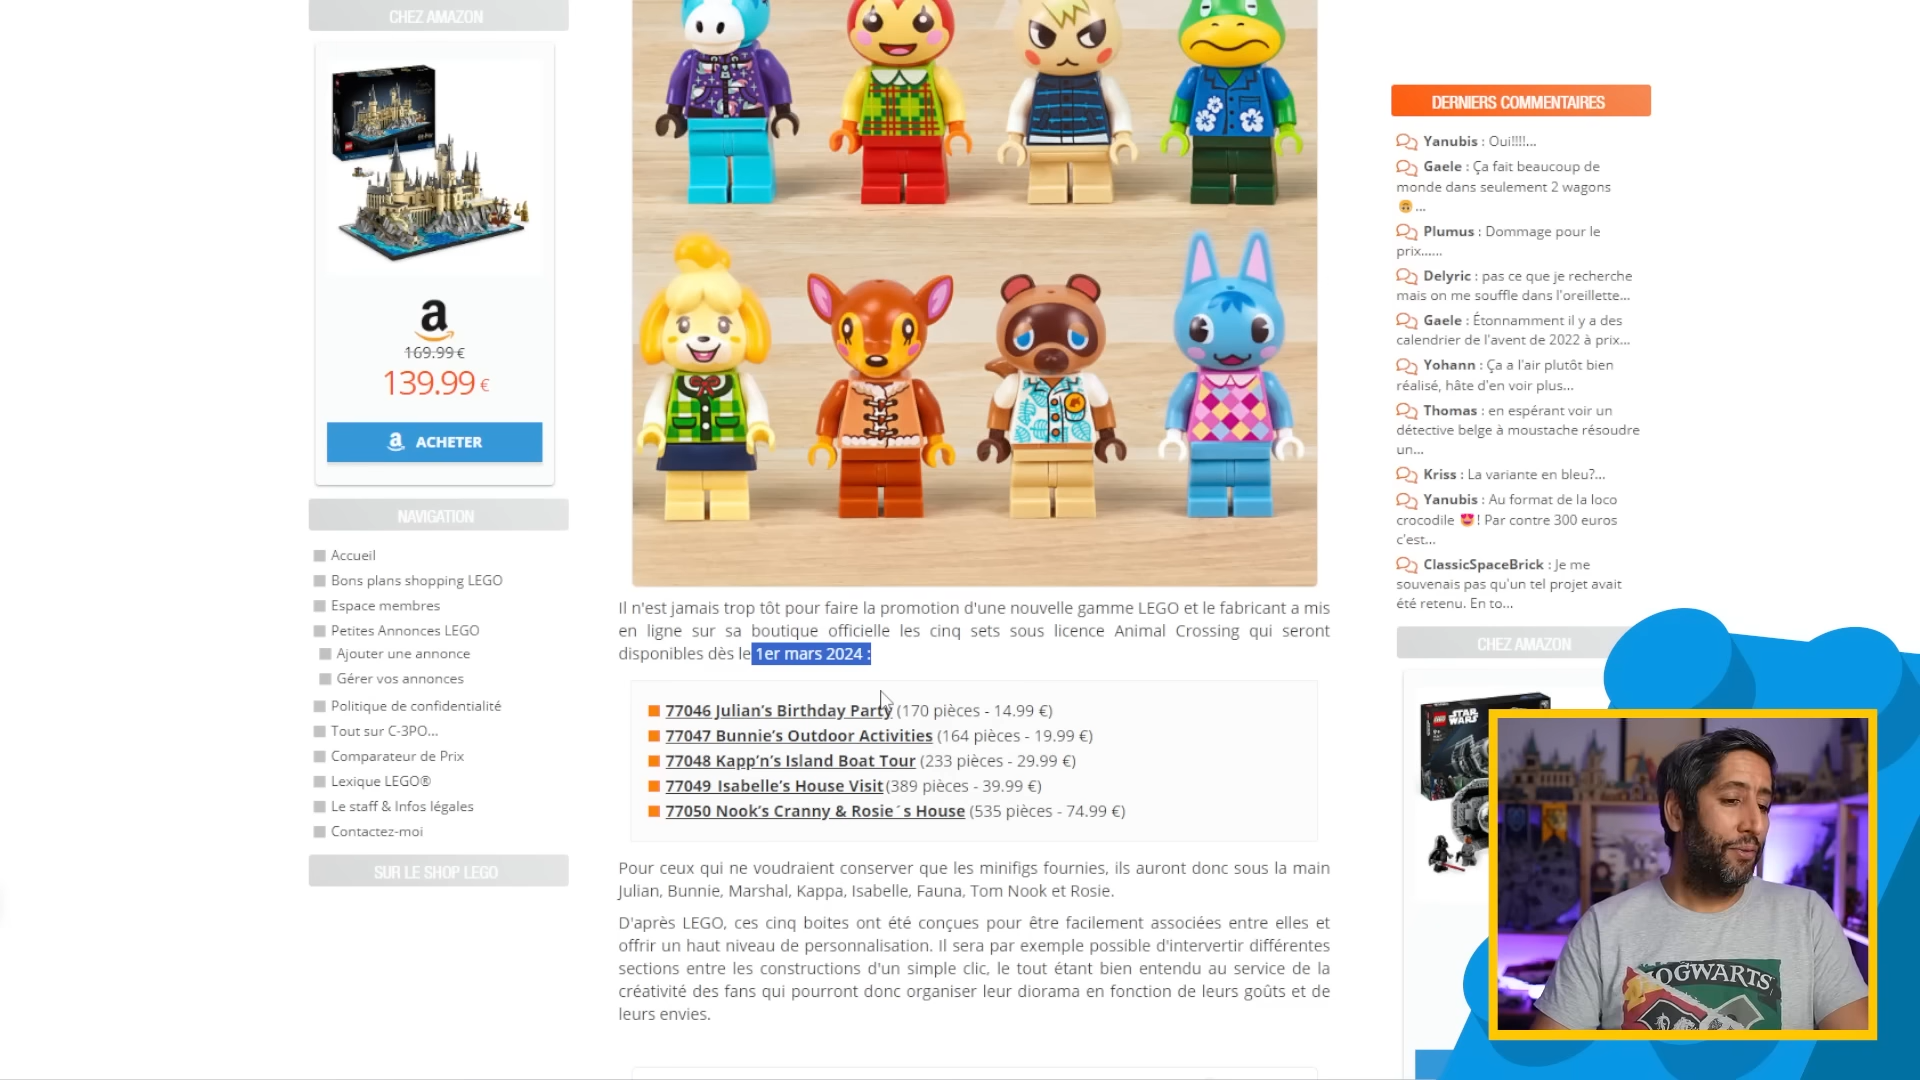 CHEZ AMAZON
169.99 €
139.99 €
a ACHETER
NAVIGATION
Accueil
Bons plans shopping LEGO
Espace membres
Petites Annonces LEGO
Ajouter une annonce
Gérer vos annonces
Politique de confidentialité
Tout sur C-3PO...
Comparateur de Prix
Lexique LEGO®
Le staff & Infos légales
Contactez-moi
SUR LE SHOP LEGO
Il n'est jamais trop tôt pour faire la promotion d'une nouvelle gamme LEGO et le fabricant a mis
en ligne sur sa boutique officielle les cinq sets sous licence Animal Crossing qui seront
disponibles dès le 1er mars 2024 :
77046 Julian’s Birthday Party (170 pièces - 14.99 €)
77047 Bunnie’s Outdoor Activities (164 pièces - 19.99 €)
77048 Kapp’n’s Island Boat Tour (233 pièces - 29.99 €)
77049 Isabelle’s House Visit (389 pièces - 39.99 €)
77050 Nook’s Cranny & Rosie´s House (535 pièces - 74.99 €)
Pour ceux qui ne voudraient conserver que les minifigs fournies, ils auront donc sous la main
Julian, Bunnie, Marshal, Kappa, Isabelle, Fauna, Tom Nook et Rosie.
D'après LEGO, ces cinq boites ont été conçues pour être facilement associées entre elles et
offrir un haut niveau de personnalisation. Il sera par exemple possible d'intervertir différentes
sections entre les constructions d'un simple clic, le tout étant bien entendu au service de la
créativité des fans qui pourront donc organiser leur diorama en fonction de leurs goûts et de
leurs envies.
DERNIERS COMMENTAIRES
Yanubis : Oui!!!!...
Gaele : Ça fait beaucoup de
monde dans seulement 2 wagons
🙃...
Plumus : Dommage pour le
prix......
Delyric : pas ce que je recherche
mais on me souffle dans l'oreillette...
Gaele : Étonnamment il y a des
calendrier de l'avent de 2022 à prix...
Yohann : Ça a l'air plutôt bien
réalisé, hâte d'en voir plus...
Thomas : en espérant voir un
détective belge à moustache résoudre
un...
Kriss : La variante en bleu?...
Yanubis : Au format de la loco
crocodile 😍! Par contre 300 euros
c'est...
ClassicSpaceBrick : Je me
souvenais pas qu'un tel projet avait
été retenu. En to...
CHEZ AMAZON
STAR WARS
HOGWARTS